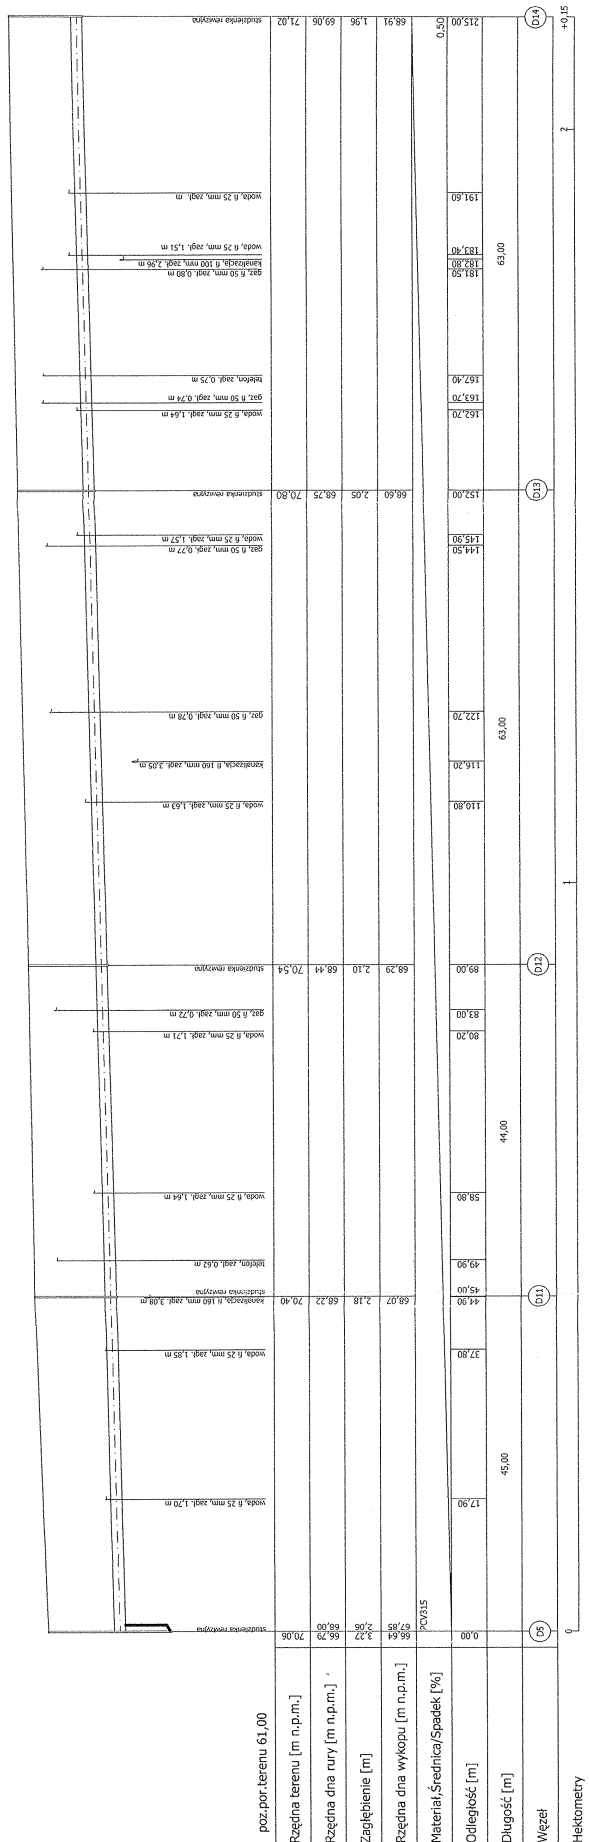 poz.por.terenu 61,00
Rzędna terenu [m n.p.m.]
70,06
70,40
70,54
70,80
71,02
Rzędna dna rury [m n.p.m.]
66,79
68,00
68,22
68,44
68,75
69,06
Zagłębienie [m]
3,27
2,06
2,18
2,10
2,05
1,96
Rzędna dna wykopu [m n.p.m.]
66,64
67,85
68,07
68,29
68,60
68,91
Materiał,Średnica/Spadek [%]
PCV315
0,50
Odległość [m]
0,00
17,90
37,80
44,90
45,00
49,90
58,80
80,20
83,00
89,00
110,80
116,20
122,70
144,50
145,90
152,00
162,70
163,70
167,40
181,50
182,80
183,40
191,60
215,00
Długość [m]
45,00
44,00
63,00
63,00
Węzeł
D5
D11
D12
D13
D14
Hektometry
0
1
2
+0,15
studzienka rewizyjna
woda, fi 25 mm, zagł. 1,70 m
woda, fi 25 mm, zagł. 1,85 m
kanalizacja, fi 160 mm, zagł. 3,08 m
studzienka rewizyjna
telefon, zagł. 0,62 m
woda, fi 25 mm, zagł. 1,64 m
woda, fi 25 mm, zagł. 1,71 m
gaz, fi 50 mm, zagł. 0,72 m
studzienka rewizyjna
woda, fi 25 mm, zagł. 1,63 m
kanalizacja, fi 160 mm, zagł. 3,05 m
gaz, fi 50 mm, zagł. 0,78 m
gaz, fi 50 mm, zagł. 0,77 m
woda, fi 25 mm, zagł. 1,57 m
studzienka rewizyjna
woda, fi 25 mm, zagł. 1,64 m
gaz, fi 50 mm, zagł. 0,74 m
telefon, zagł. 0,75 m
gaz, fi 50 mm, zagł. 0,80 m
kanalizacja, fi 100 mm, zagł. 2,96 m
woda, fi 25 mm, zagł. 1,51 m
woda, fi 25 mm, zagł. m
studzienka rewizyjna